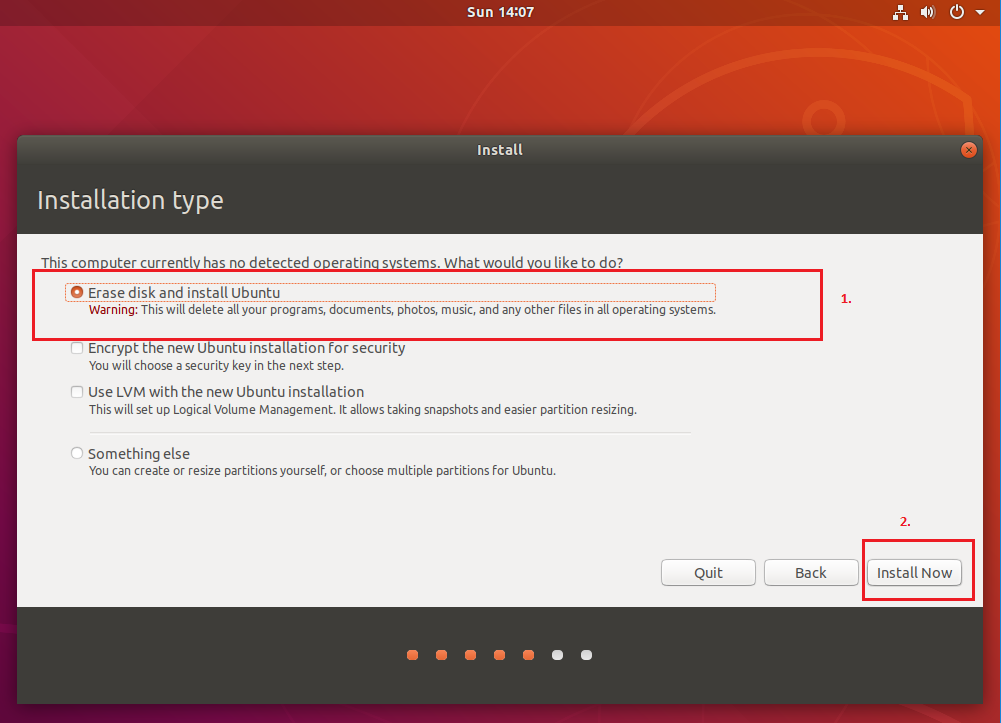 Sun 14:07
Install
Installation type
This computer currently has no detected operating systems. What would you like to do?
Erase disk and install Ubuntu
1.
Warning: This will delete all your programs, documents, photos, music, and any other files in all operating systems.
Encrypt the new Ubuntu installation for security
You will choose a security key in the next step.
Use LVM with the new Ubuntu installation
This will set up Logical Volume Management. It allows taking snapshots and easier partition resizing.
Something else
You can create or resize partitions yourself, or choose multiple partitions for Ubuntu.
2.
Quit Back Install Now